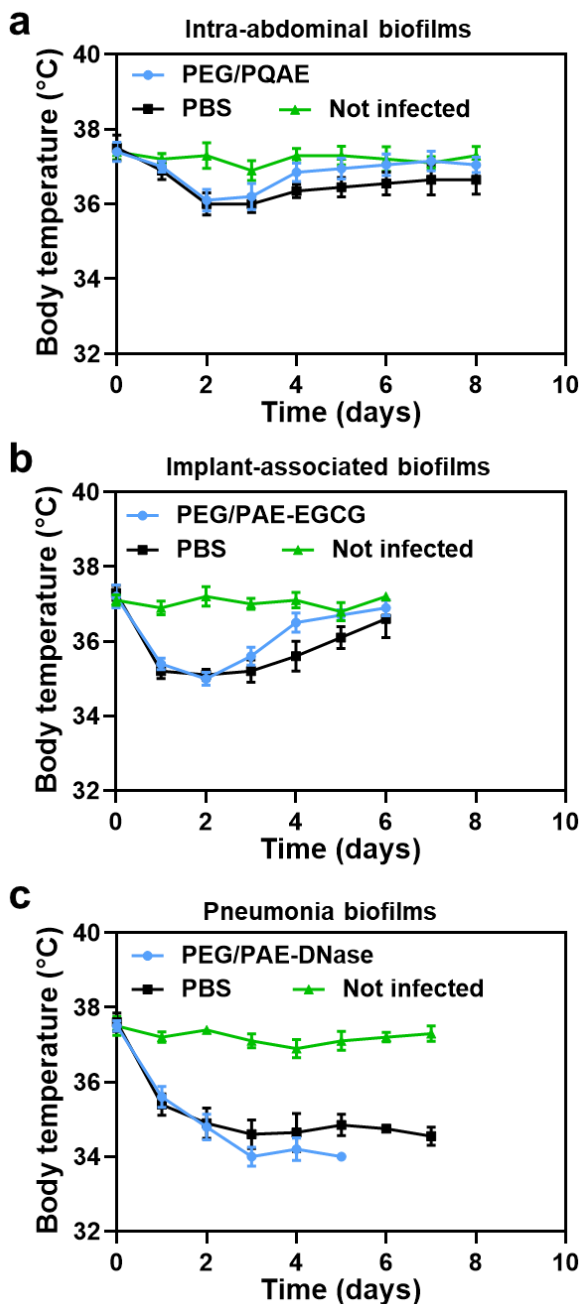 a
Intra-abdominal biofilms
Body temperature (°C)
40
38
36
34
32
PEG/PQAE
PBS Not infected
0 2 4 6 8 10
Time (days)
b
Implant-associated biofilms
Body temperature (°C)
40
38
36
34
32
PEG/PAE-EGCG
PBS Not infected
0 2 4 6 8 10
Time (days)
c
Pneumonia biofilms
Body temperature (°C)
40
38
36
34
32
PEG/PAE-DNase
PBS Not infected
0 2 4 6 8 10
Time (days)